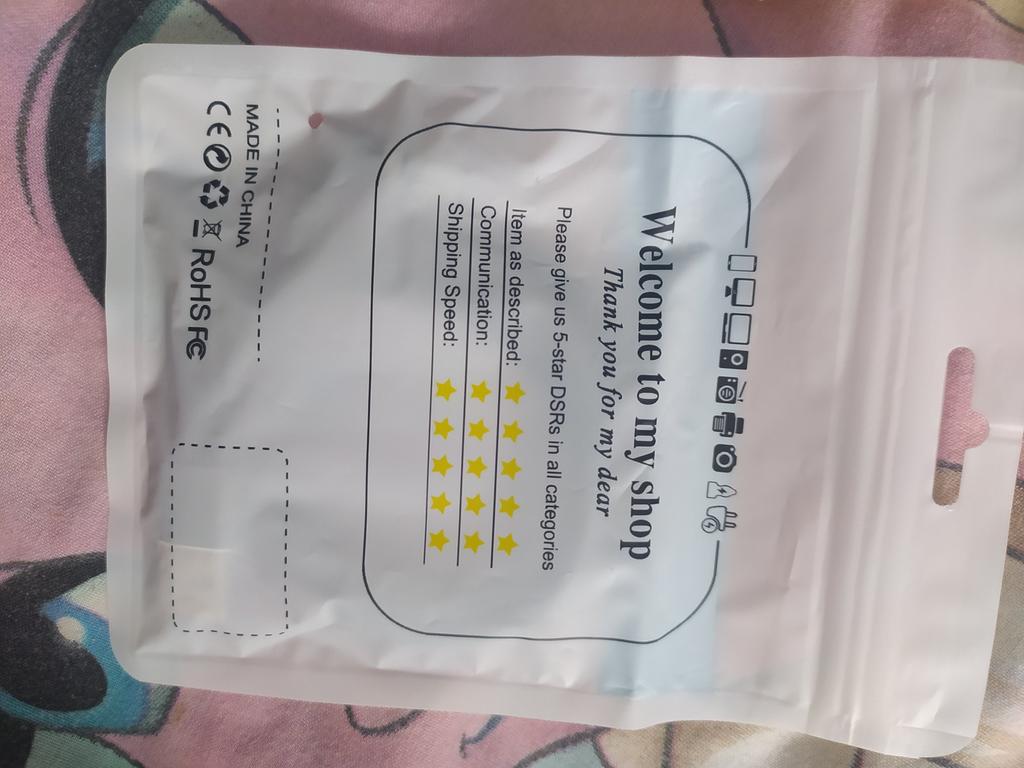 Welcome to my shop
Thank you for my dear
Please give us 5-star DSRs in all categories
Item as described:
Communication:
Shipping Speed:
MADE IN CHINA
CE RoHS FC